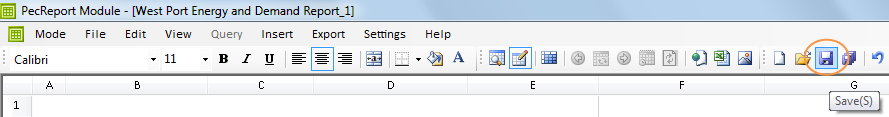 PecReport Module - [West Port Energy and Demand Report_1]
Mode File Edit View Query Insert Export Settings Help
Calibri 11 B I U A
A B C D E F G
Save(S)
1